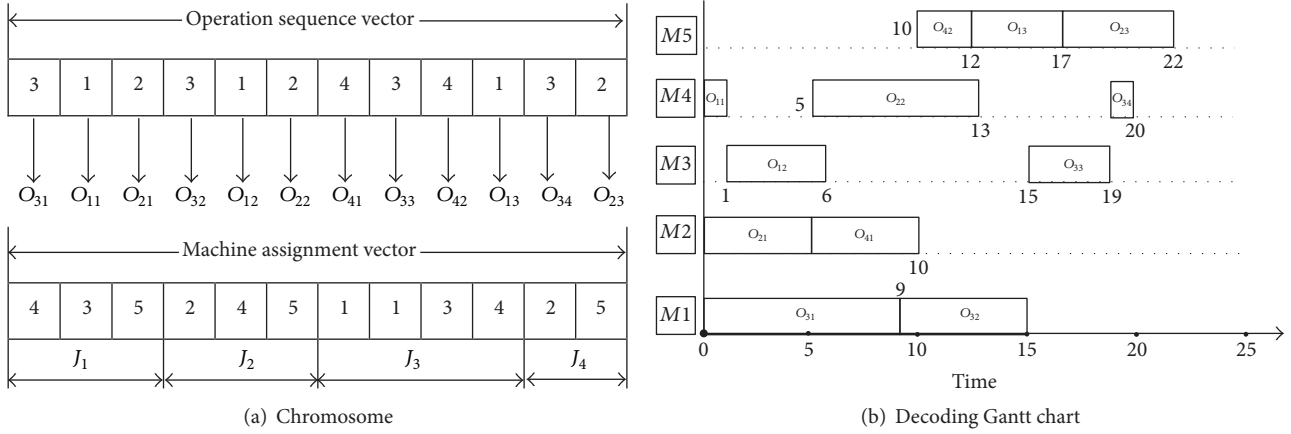 Operation sequence vector
3 1 2 3 1 2 4 3 4 1 3 2
O31 O11 O21 O32 O12 O22 O41 O33 O42 O13 O34 O23
Machine assignment vector
4 3 5 2 4 5 1 1 3 4 2 5
J1 J2 J3 J4
(a) Chromosome
M5 10 O42 O13 O23
12 17 22
M4 O11 5 O22 O34
13 20
M3 O12 O33
1 6 15 19
M2 O21 O41
10
9
M1 O31 O32
0 5 10 15 20 25
Time
(b) Decoding Gantt chart